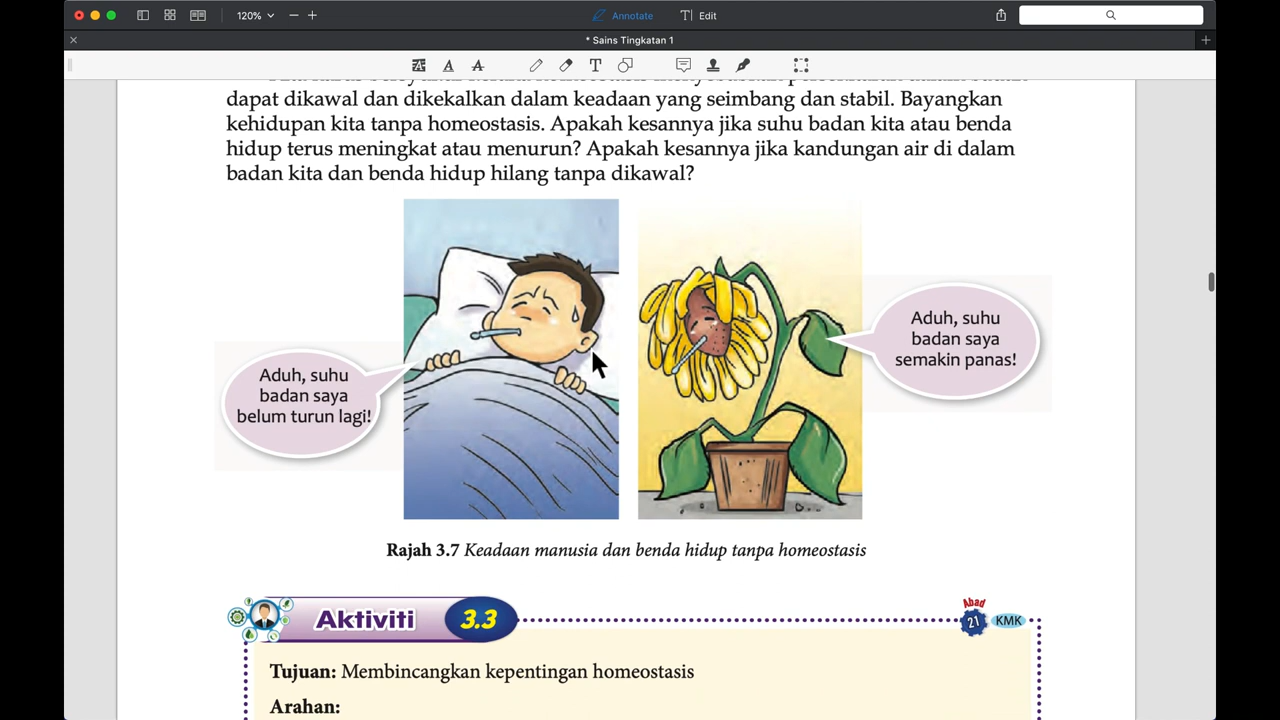 120%
Annotate
Edit
* Sains Tingkatan 1
dapat dikawal dan dikekalkan dalam keadaan yang seimbang dan stabil. Bayangkan
kehidupan kita tanpa homeostasis. Apakah kesannya jika suhu badan kita atau benda
hidup terus meningkat atau menurun? Apakah kesannya jika kandungan air di dalam
badan kita dan benda hidup hilang tanpa dikawal?
Aduh, suhu
badan saya
belum turun lagi!
Aduh, suhu
badan saya
semakin panas!
Rajah 3.7 Keadaan manusia dan benda hidup tanpa homeostasis
Aktiviti 3.3
Abad
21 KMK
Tujuan: Membincangkan kepentingan homeostasis
Arahan: